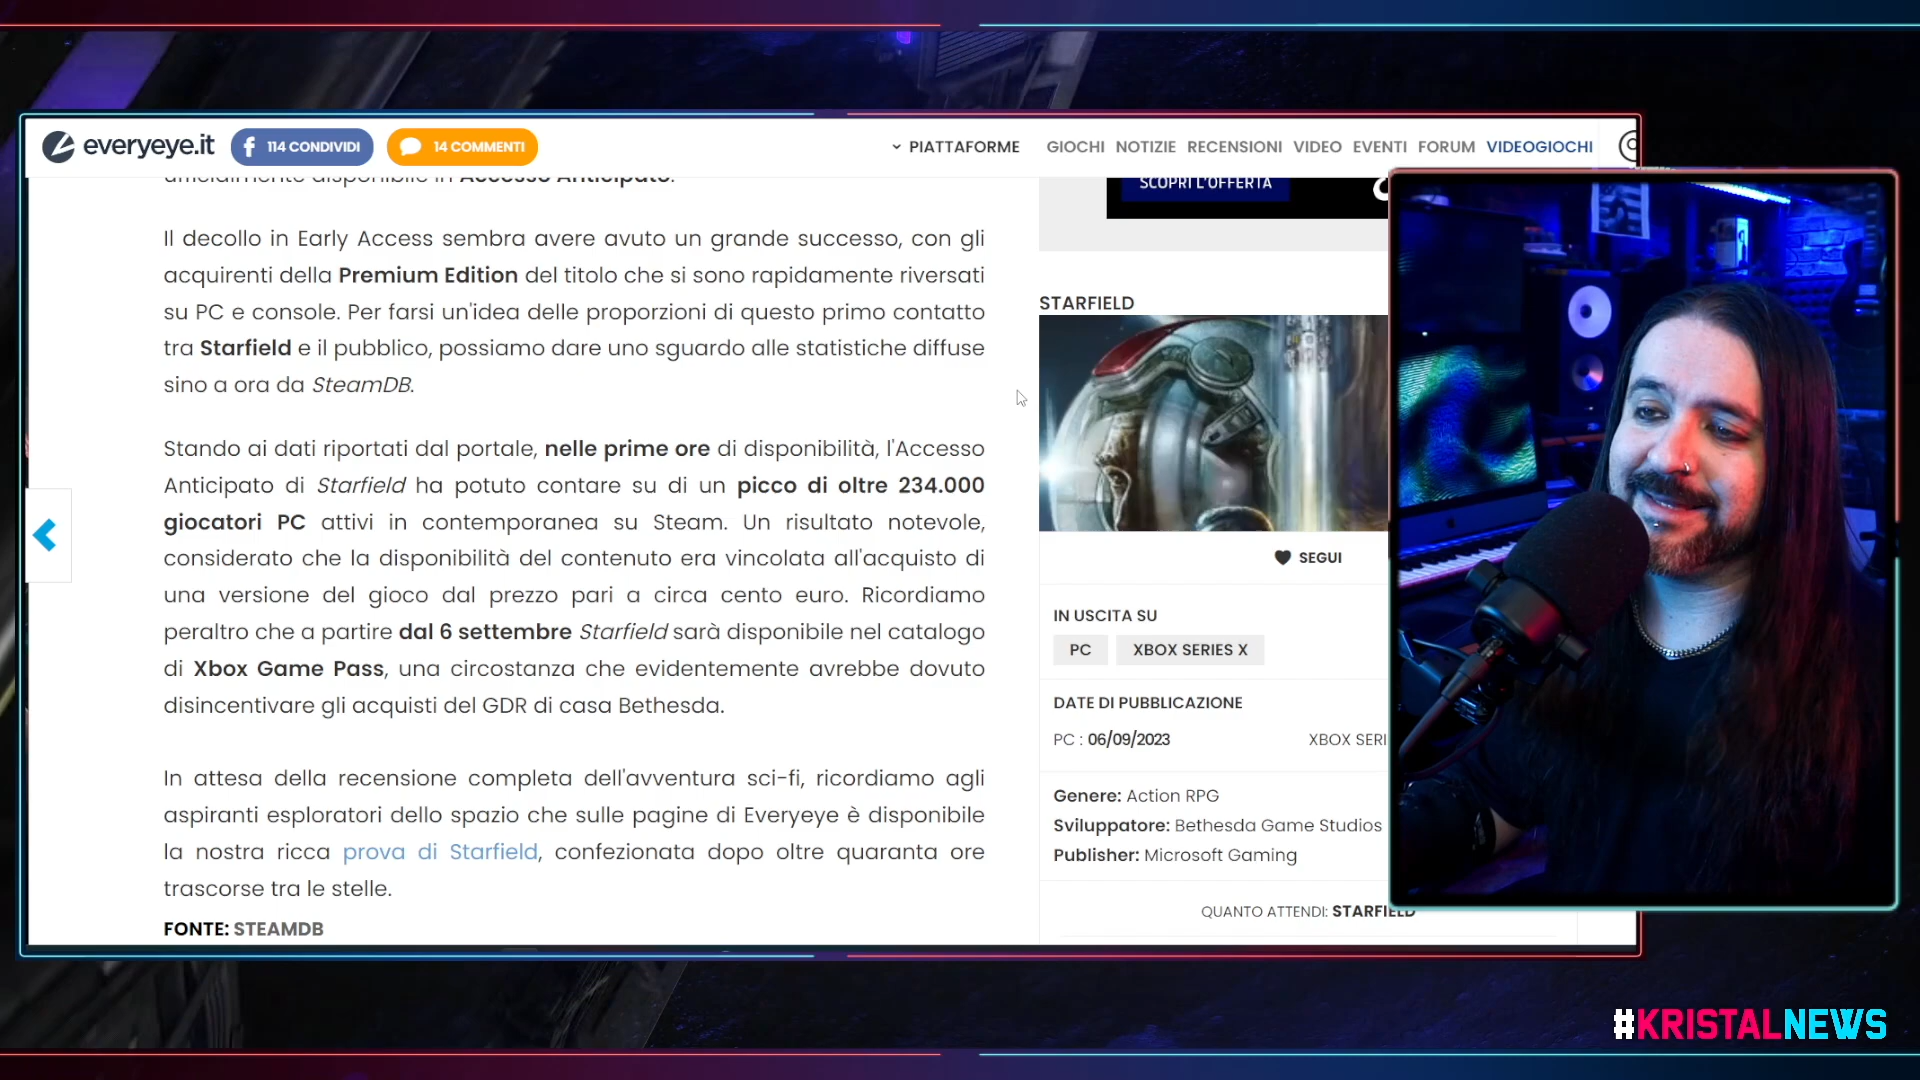 everyeye.it
114 CONDIVIDI
14 COMMENTI
PIATTAFORME
GIOCHI NOTIZIE RECENSIONI VIDEO EVENTI FORUM VIDEOGIOCHI
ufficialmente disponibile in Accesso Anticipato.
Il decollo in Early Access sembra avere avuto un grande successo, con gli
acquirenti della Premium Edition del titolo che si sono rapidamente riversati
su PC e console. Per farsi un'idea delle proporzioni di questo primo contatto
tra Starfield e il pubblico, possiamo dare uno sguardo alle statistiche diffuse
sino a ora da SteamDB.
Stando ai dati riportati dal portale, nelle prime ore di disponibilità, l'Accesso
Anticipato di Starfield ha potuto contare su di un picco di oltre 234.000
giocatori PC attivi in contemporanea su Steam. Un risultato notevole,
considerato che la disponibilità del contenuto era vincolata all'acquisto di
una versione del gioco dal prezzo pari a circa cento euro. Ricordiamo
peraltro che a partire dal 6 settembre Starfield sarà disponibile nel catalogo
di Xbox Game Pass, una circostanza che evidentemente avrebbe dovuto
disincentivare gli acquisti del GDR di casa Bethesda.
In attesa della recensione completa dell'avventura sci-fi, ricordiamo agli
aspiranti esploratori dello spazio che sulle pagine di Everyeye è disponibile
la nostra ricca prova di Starfield, confezionata dopo oltre quaranta ore
trascorse tra le stelle.
FONTE: STEAMDB
SCOPRI L'OFFERTA
STARFIELD
SEGUI
IN USCITA SU
PC
XBOX SERIES X
DATE DI PUBBLICAZIONE
PC : 06/09/2023
XBOX SERI
Genere: Action RPG
Sviluppatore: Bethesda Game Studios
Publisher: Microsoft Gaming
QUANTO ATTENDI: STARFIELD
#KRISTALNEWS